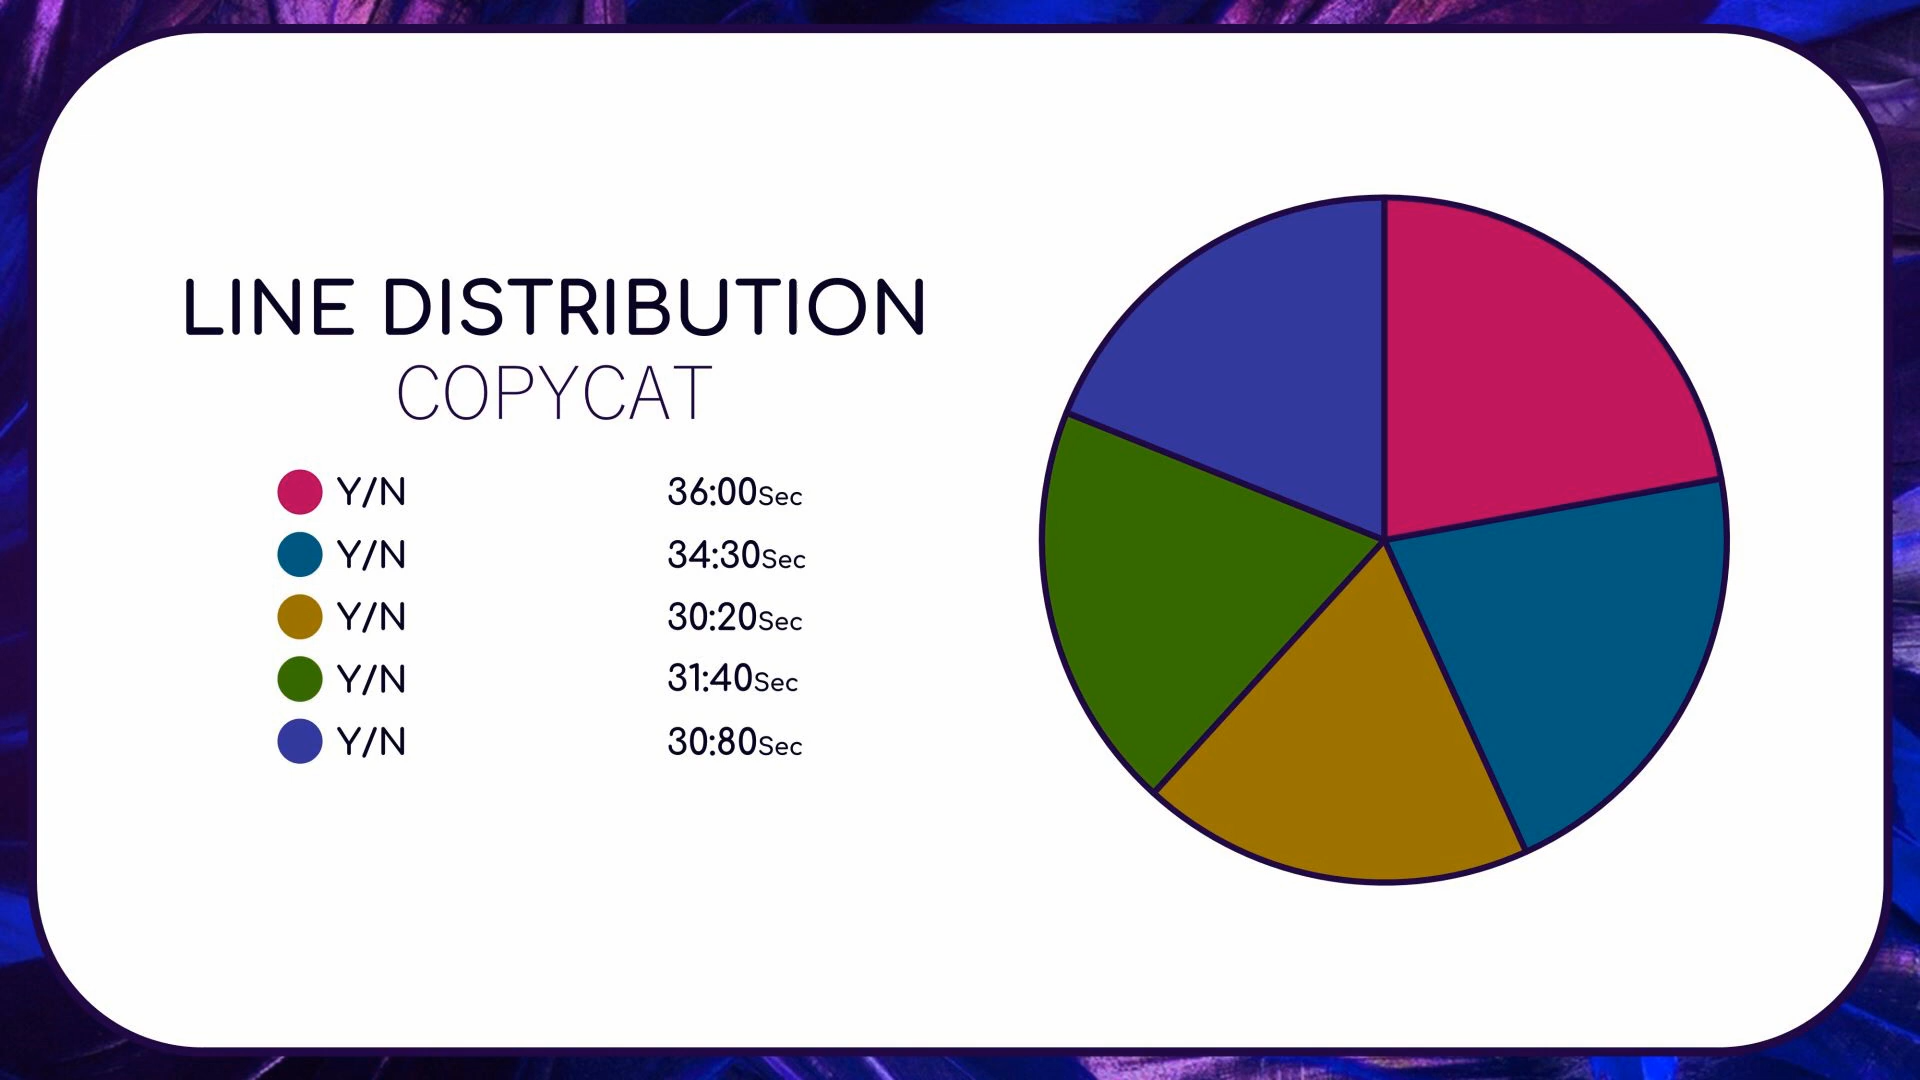 LINE DISTRIBUTION
COPYCAT
Y/N 36:00Sec
Y/N 34:30Sec
Y/N 30:20Sec
Y/N 31:40Sec
Y/N 30:80Sec